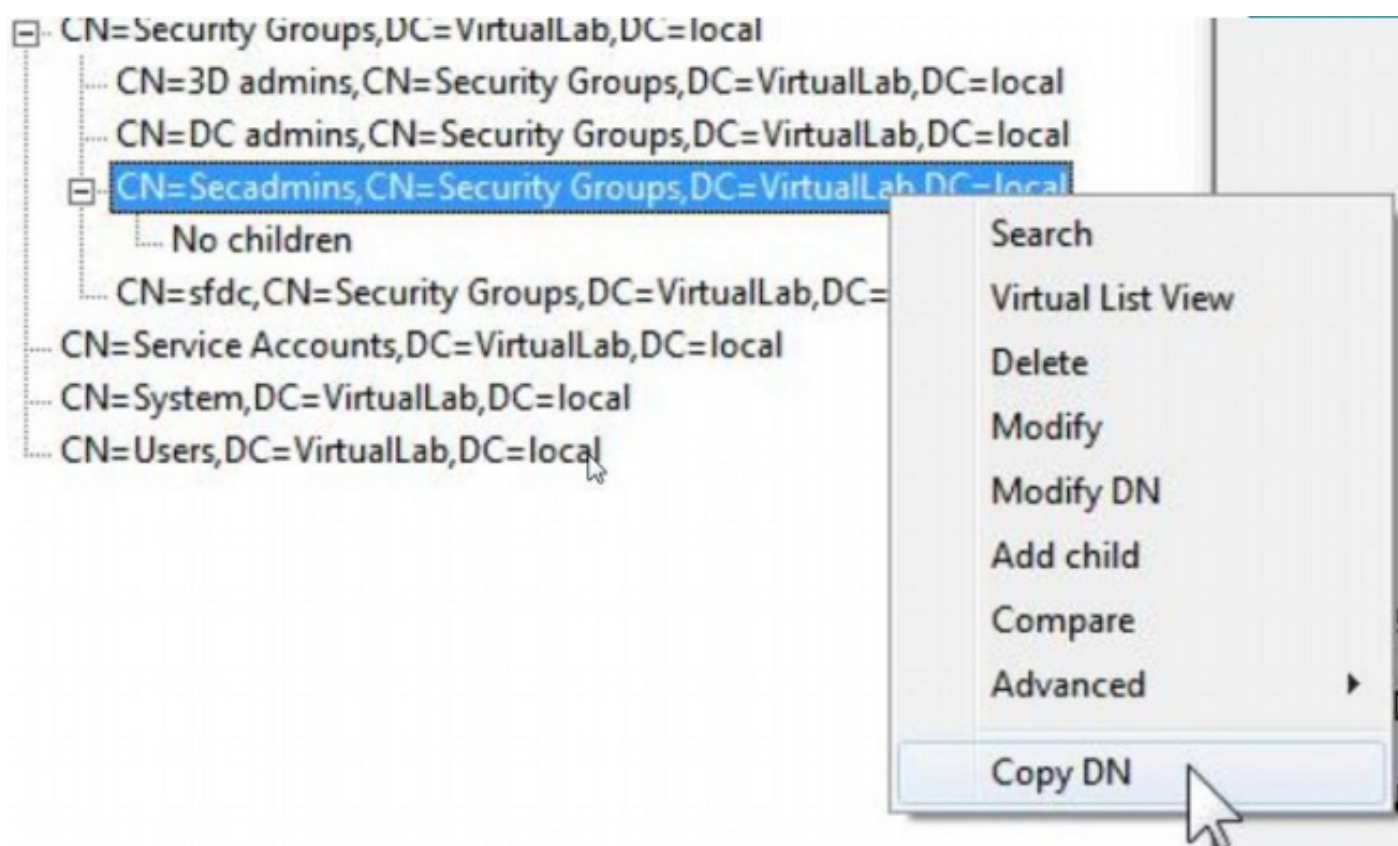 CN=Security Groups,DC=VirtualLab,DC=local
CN=3D admins,CN=Security Groups,DC=VirtualLab,DC=local
CN=DC admins,CN=Security Groups,DC=VirtualLab,DC=local
CN=Secadmins,CN=Security Groups,DC=VirtualLab,DC=local
No children
CN=sfdc,CN=Security Groups,DC=VirtualLab,DC=
CN=Service Accounts,DC=VirtualLab,DC=local
CN=System,DC=VirtualLab,DC=local
CN=Users,DC=VirtualLab,DC=local
Search
Virtual List View
Delete
Modify
Modify DN
Add child
Compare
Advanced
Copy DN